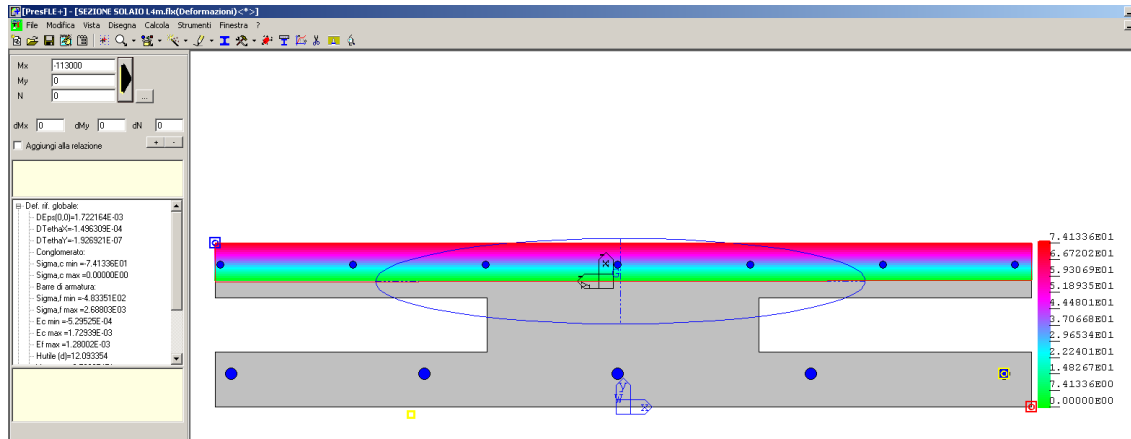 [PresFLE+] - [SEZIONE SOLAIO L4m.flx(Deformazioni)<*>]
File Modifica Vista Disegna Calcola Strumenti Finestra ?
Mx -113000
My 0
N 0 ...
dMx 0 dMy 0 dN 0
Aggiungi alla relazione + -
Def. rif. globale:
DEps(0,0)=1.722164E-03
DTethaX=-1.496309E-04
DTethaY=-1.926921E-07
Conglomerato:
Sigma,c min =-7.41336E01
Sigma,c max =0.00000E00
Barre di armatura:
Sigma,f min =-4.83351E02
Sigma,f max =2.68803E03
Ec min =-5.29525E-04
Ec max =1.72939E-03
Ef max =1.28002E-03
Hutile (d)=12.093354
7.41336E01
6.67202E01
5.93069E01
5.18935E01
4.44801E01
3.70668E01
2.96534E01
2.22401E01
1.48267E01
7.41336E00
0.00000E00
y
W
X